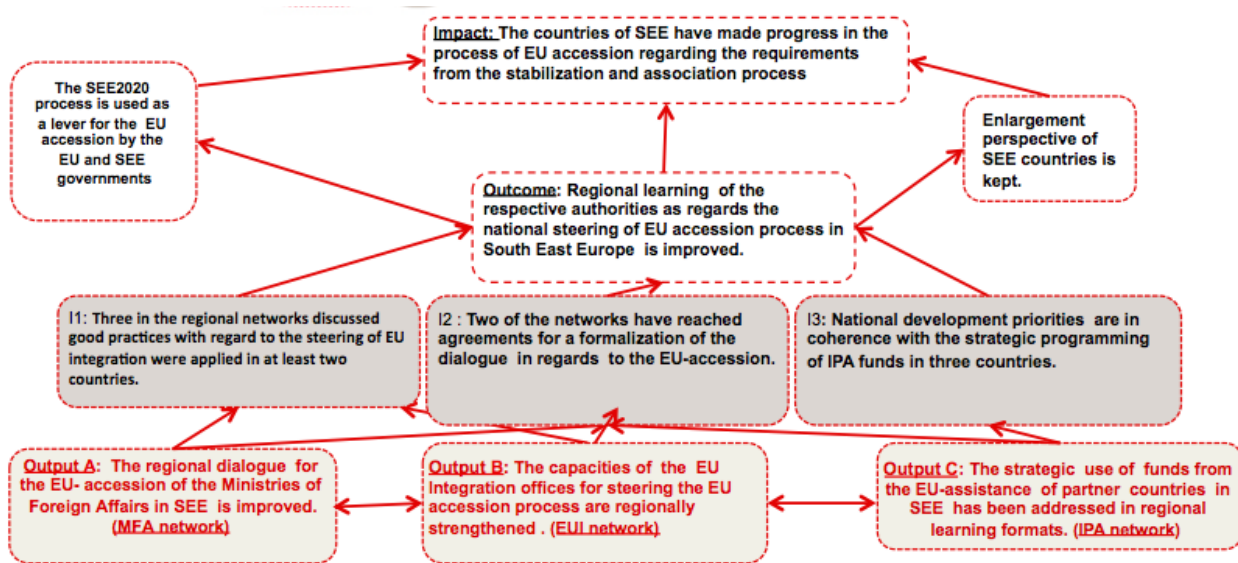 Impact: The countries of SEE have made progress in the
process of EU accession regarding the requirements
from the stabilization and association process
The SEE2020
process is used as
a lever for the EU
accession by the
EU and SEE
governments
Enlargement
perspective of
SEE countries is
kept.
Outcome: Regional learning of the
respective authorities as regards the
national steering of EU accession process in
South East Europe is improved.
I1: Three in the regional networks discussed
good practices with regard to the steering of EU
integration were applied in at least two
countries.
I2 : Two of the networks have reached
agreements for a formalization of the
dialogue in regards to the EU-accession.
I3: National development priorities are in
coherence with the strategic programming
of IPA funds in three countries.
Output A: The regional dialogue for
the EU- accession of the Ministries of
Foreign Affairs in SEE is improved.
(MFA network)
Output B: The capacities of the EU
Integration offices for steering the EU
accession process are regionally
strengthened . (EUI network)
Output C: The strategic use of funds from
the EU-assistance of partner countries in
SEE has been addressed in regional
learning formats. (IPA network)